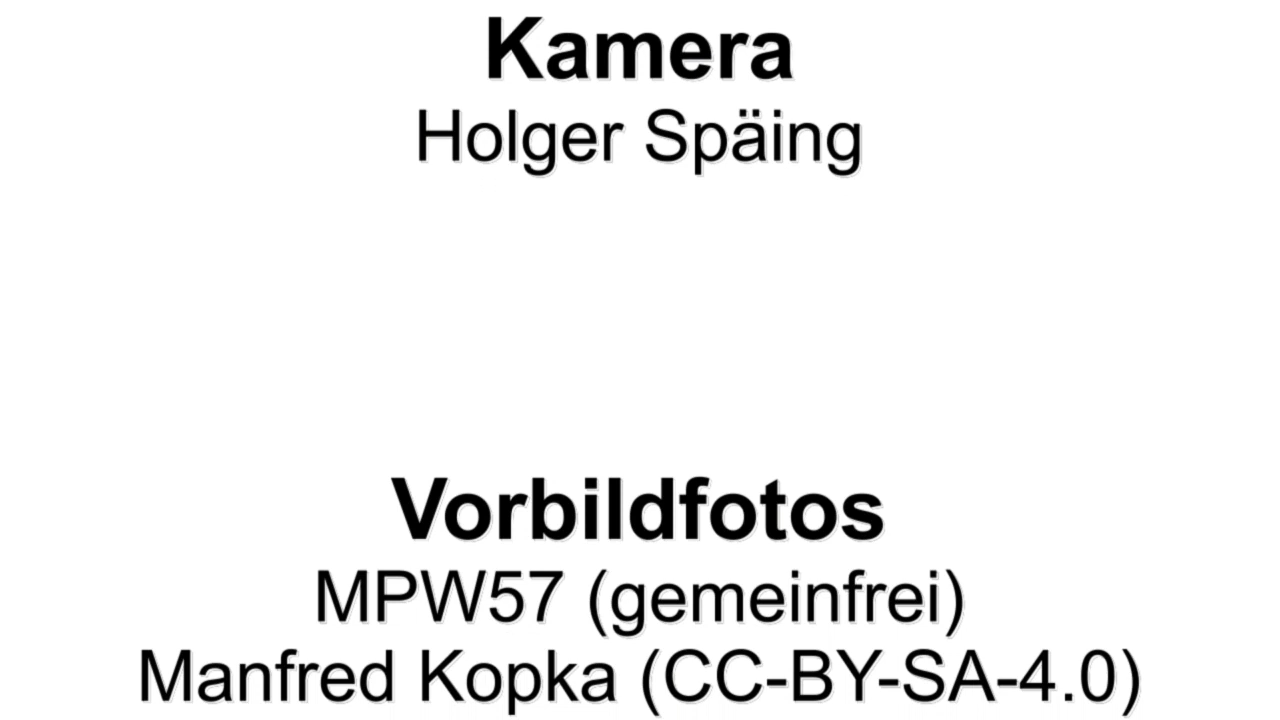 Kamera
Holger Späing
Vorbildfotos
MPW57 (gemeinfrei)
Manfred Kopka (CC-BY-SA-4.0)